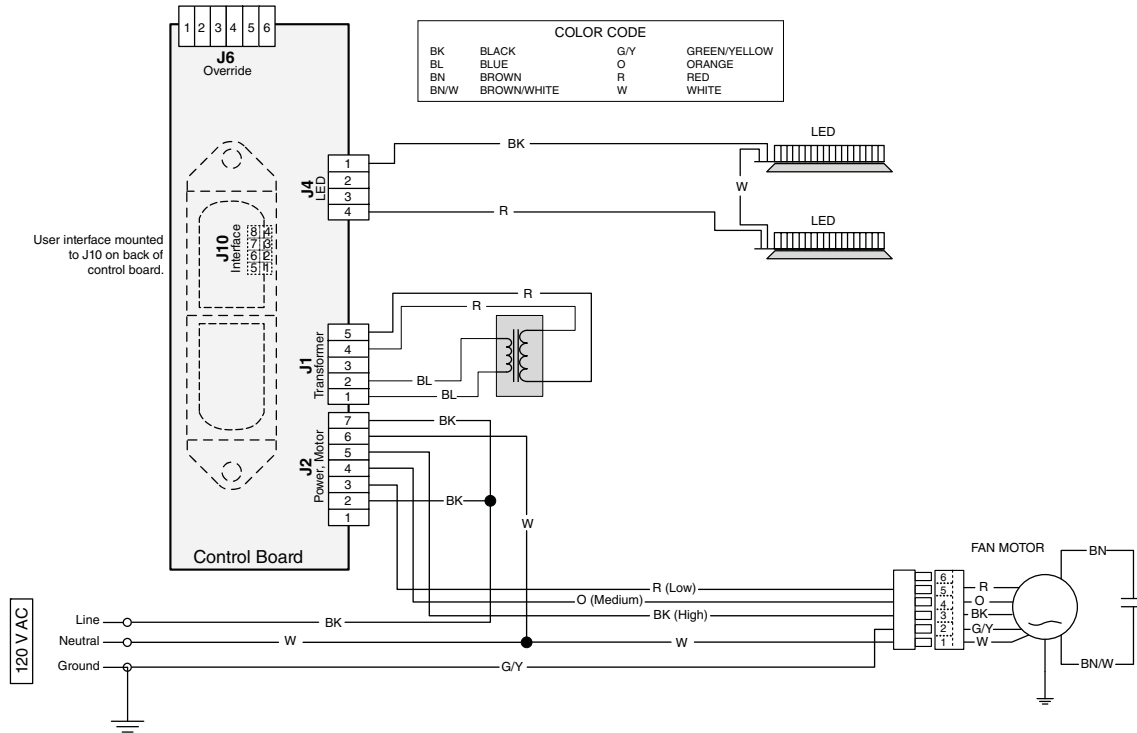 1 2 3 4 5 6
J6
Override
COLOR CODE
BK BLACK G/Y GREEN/YELLOW
BL BLUE O ORANGE
BN BROWN R RED
BN/W BROWN/WHITE W WHITE
LED
BK
1
2
3
4
J4
LED
W
R
LED
User interface mounted
to J10 on back of
control board.
J10
Interface
8 4
7 3
6 2
5 1
R
R
5
4
3
2
1
J1
Transformer
BL
BL
7
6
5
4
3
2
1
J2
Power, Motor
BK
BK
W
Control Board
FAN MOTOR
BN
R (Low)
O (Medium)
BK (High)
6
5
4
3
2
1
R
O
BK
G/Y
W
BN/W
120 V AC
Line
BK
Neutral
W
W
Ground
G/Y